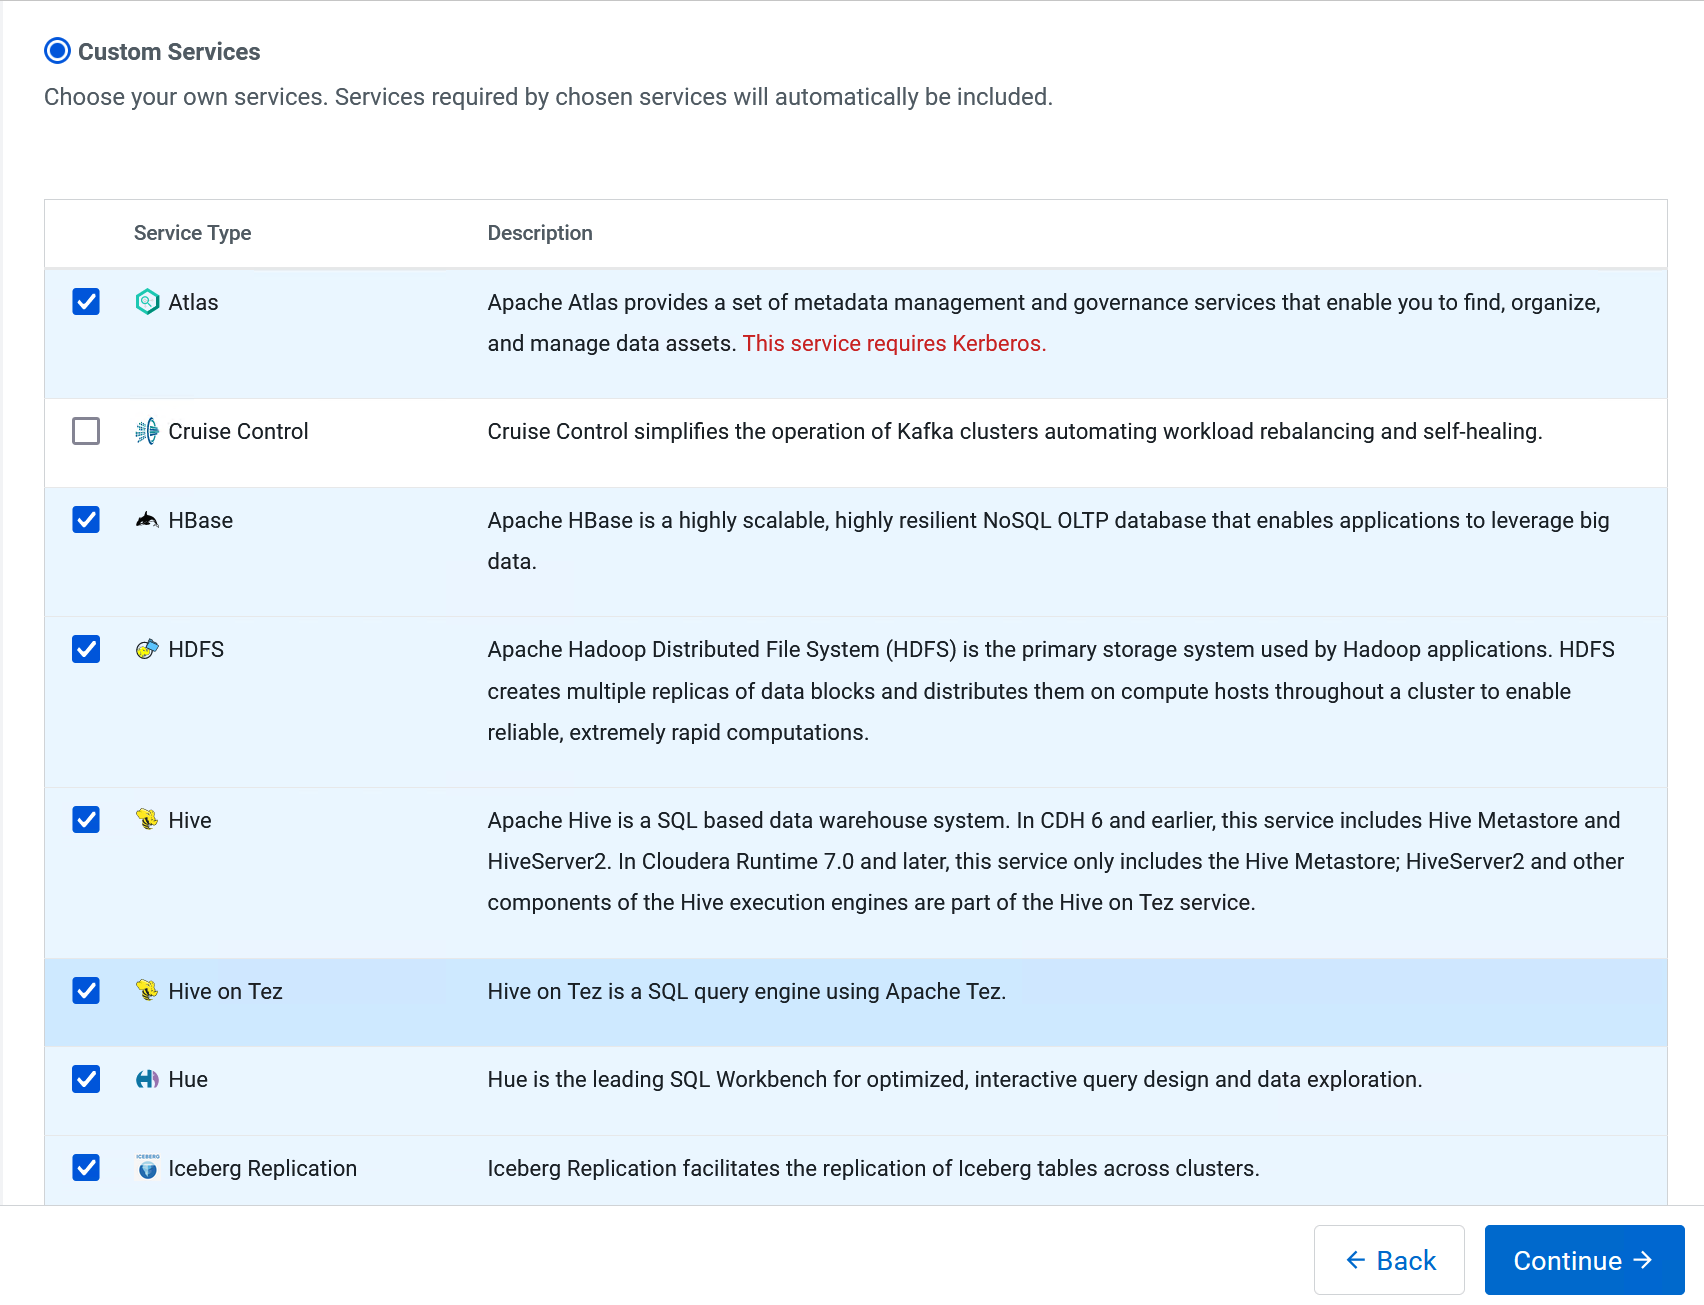 Custom Services
Choose your own services. Services required by chosen services will automatically be included.
Service Type Description
Atlas Apache Atlas provides a set of metadata management and governance services that enable you to find, organize,
and manage data assets. This service requires Kerberos.
Cruise Control Cruise Control simplifies the operation of Kafka clusters automating workload rebalancing and self-healing.
HBase Apache HBase is a highly scalable, highly resilient NoSQL OLTP database that enables applications to leverage big
data.
HDFS Apache Hadoop Distributed File System (HDFS) is the primary storage system used by Hadoop applications. HDFS
creates multiple replicas of data blocks and distributes them on compute hosts throughout a cluster to enable
reliable, extremely rapid computations.
Hive Apache Hive is a SQL based data warehouse system. In CDH 6 and earlier, this service includes Hive Metastore and
HiveServer2. In Cloudera Runtime 7.0 and later, this service only includes the Hive Metastore; HiveServer2 and other
components of the Hive execution engines are part of the Hive on Tez service.
Hive on Tez Hive on Tez is a SQL query engine using Apache Tez.
Hue Hue is the leading SQL Workbench for optimized, interactive query design and data exploration.
ICEBERG
Iceberg Replication Iceberg Replication facilitates the replication of Iceberg tables across clusters.
Back Continue